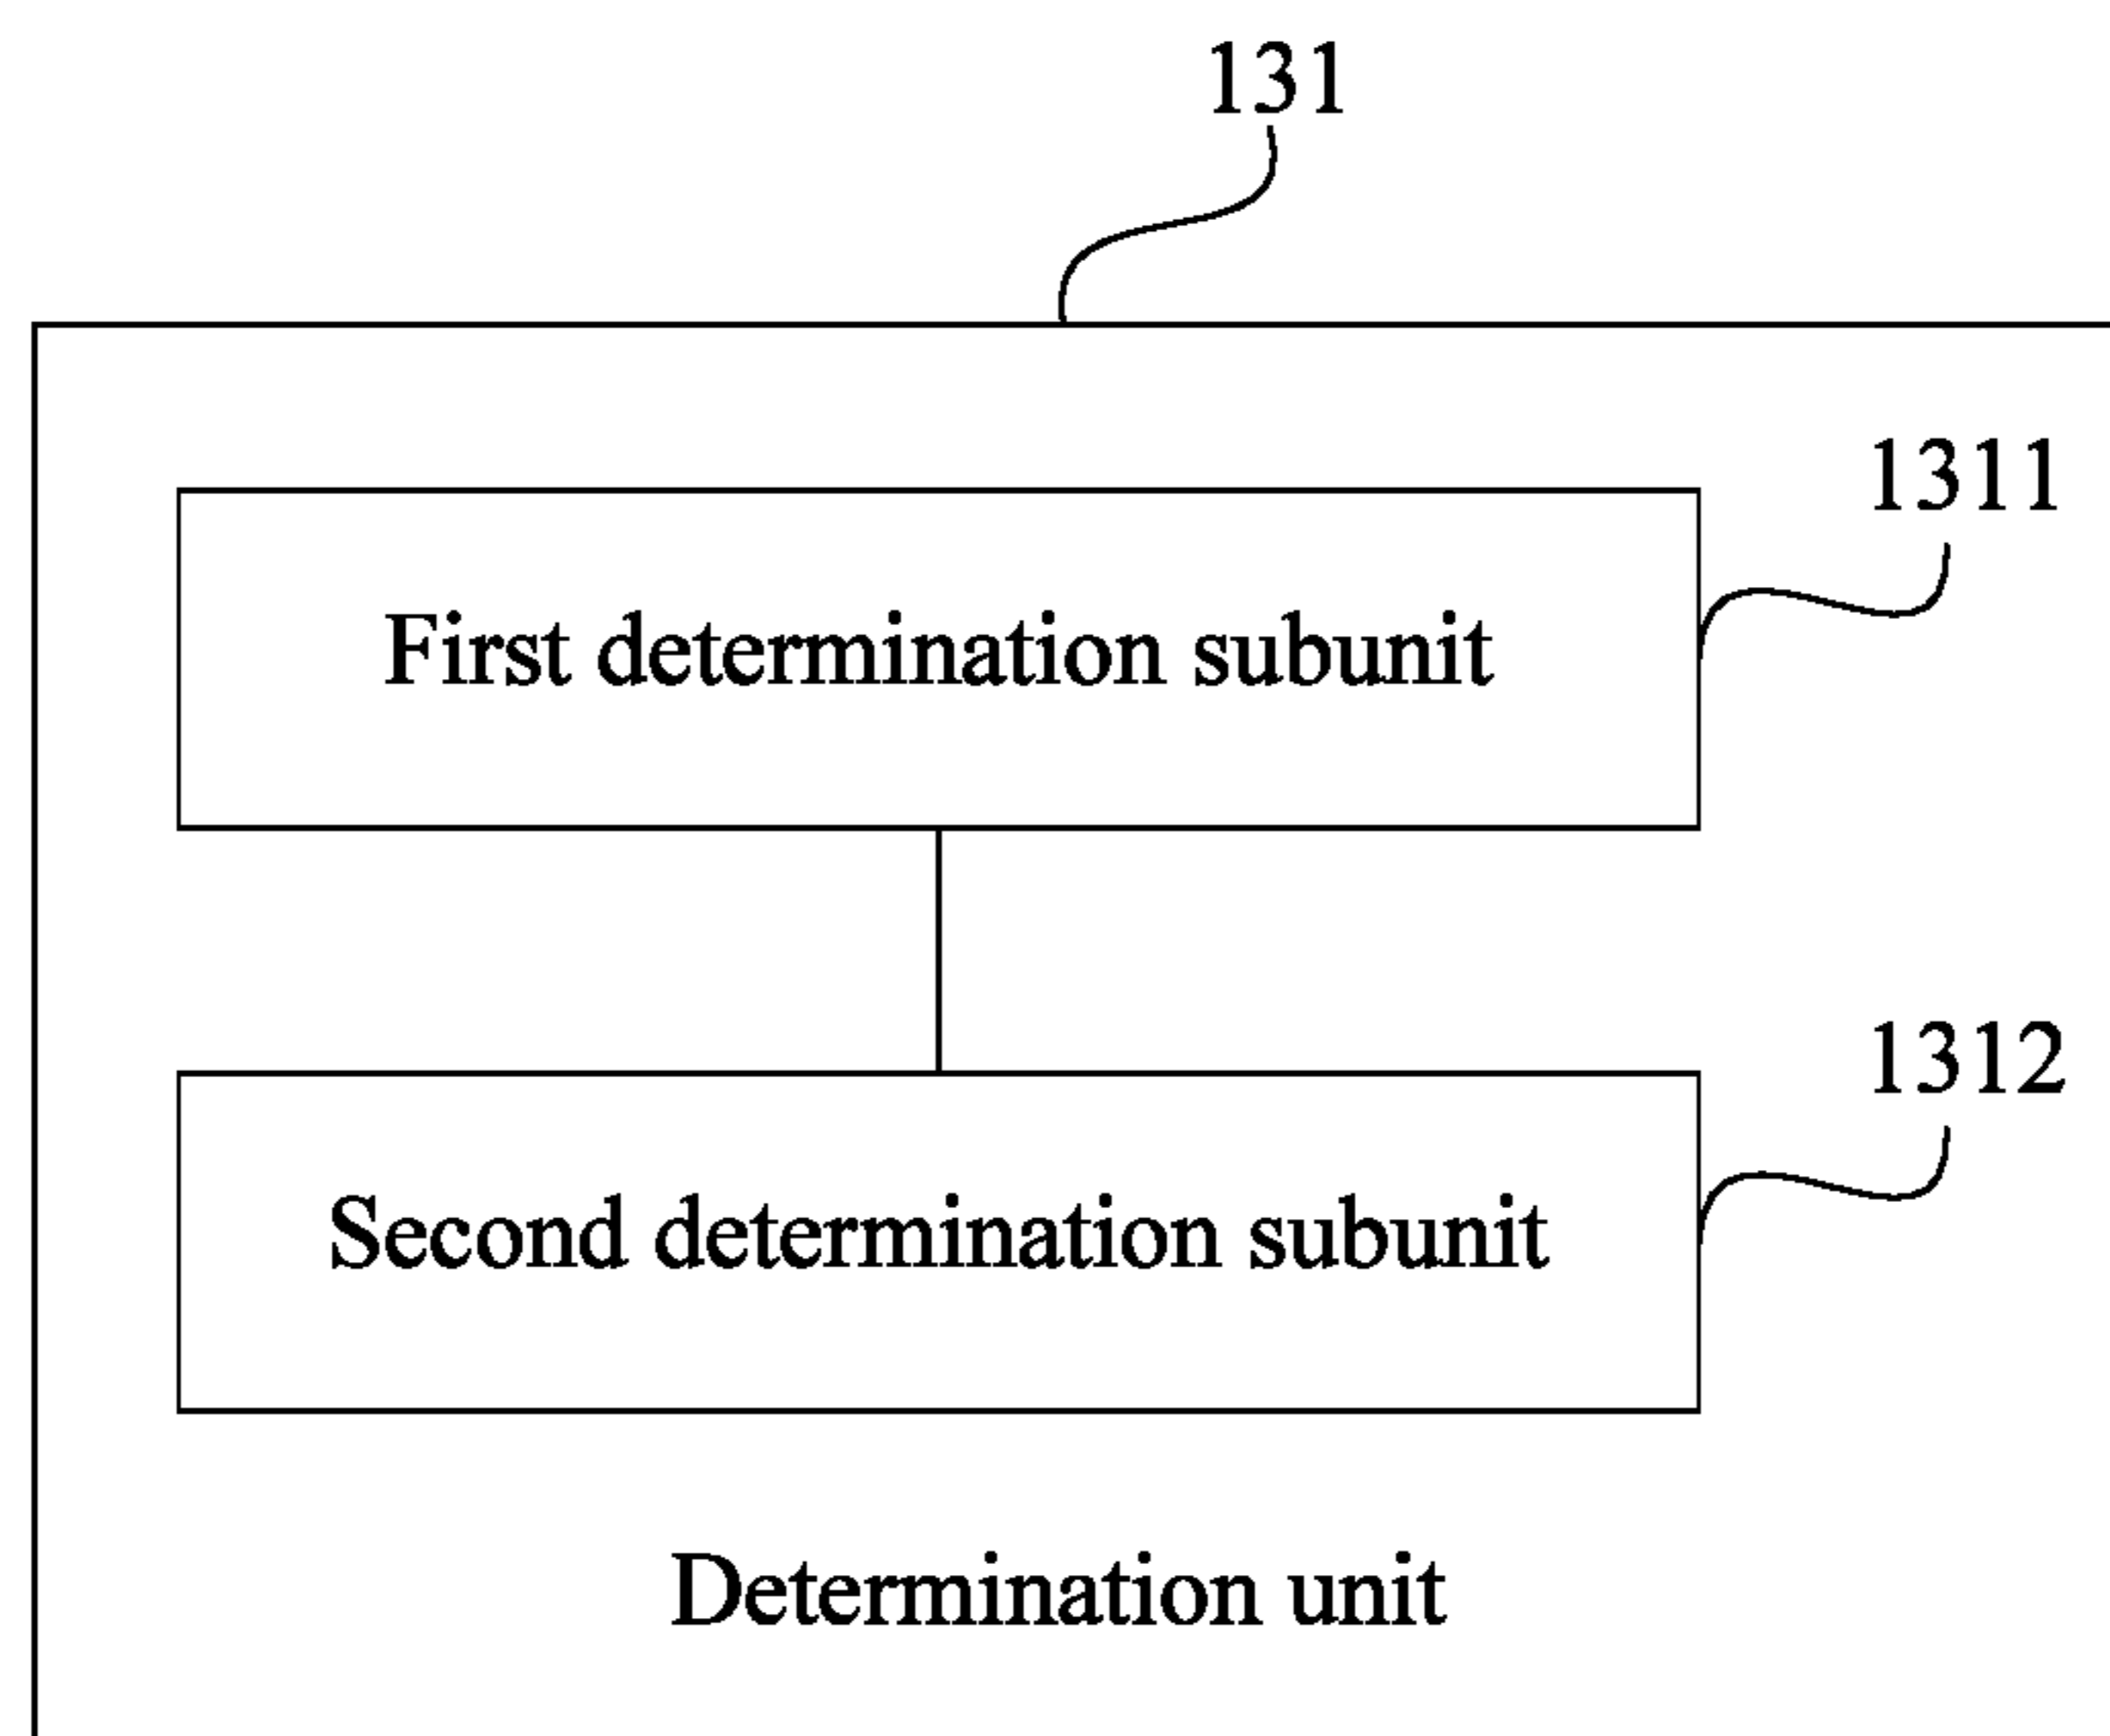 131
1311
First determination subunit
1312
Second determination subunit
Determination unit